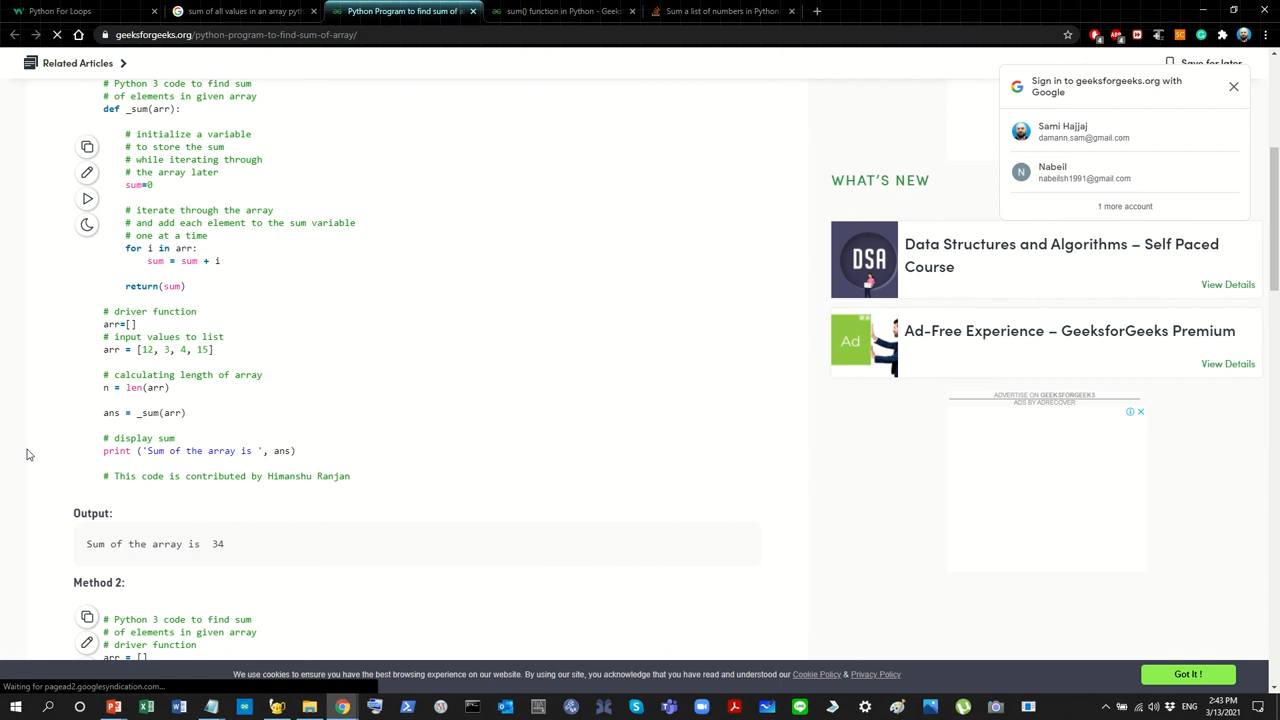 Python For Loops
sum of all values in an array pyth
Python Program to find sum of
sum() function in Python - Geeks
Sum a list of numbers in Python
geeksforgeeks.org/python-program-to-find-sum-of-array/
Related Articles
Save for later
Sign in to geeksforgeeks.org with
Google
Sami Hajjaj
damann.sam@gmail.com
N
Nabeil
nabeilsh1991@gmail.com
1 more account
# Python 3 code to find sum
# of elements in given array
def _sum(arr):
# initialize a variable
# to store the sum
# while iterating through
# the array later
sum=0
# iterate through the array
# and add each element to the sum variable
# one at a time
for i in arr:
sum = sum + i
return(sum)
# driver function
arr=[]
# input values to list
arr = [12, 3, 4, 15]
# calculating length of array
n = len(arr)
ans = _sum(arr)
# display sum
print ('Sum of the array is ', ans)
# This code is contributed by Himanshu Ranjan
Output:
Sum of the array is  34
Method 2:
# Python 3 code to find sum
# of elements in given array
# driver function
arr = []
WHAT'S NEW
DSA
Data Structures and Algorithms – Self Paced
Course
View Details
Ad
Ad-Free Experience – GeeksforGeeks Premium
View Details
ADVERTISE ON GEEKSFORGEEKS
ADS BY ADRECOVER
We use cookies to ensure you have the best browsing experience on our website. By using our site, you acknowledge that you have read and understood our Cookie Policy & Privacy Policy
Got It !
Waiting for pagead2.googlesyndication.com...
ENG
2:43 PM
3/13/2021